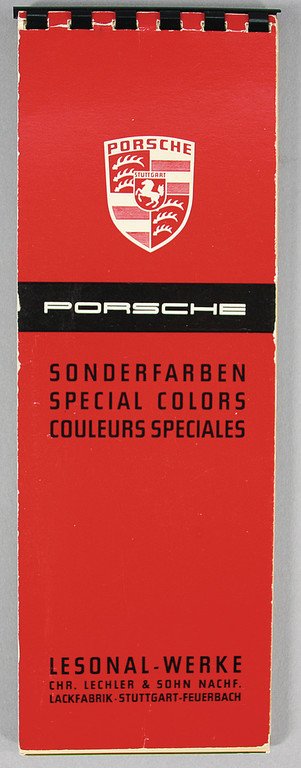 PORSCHE
STUTTGART
PORSCHE
SONDERFARBEN
SPECIAL COLORS
COULEURS SPECIALES
LESONAL-WERKE
CHR. LECHLER & SOHN NACHF.
LACKFABRIK-STUTTGART-FEUERBACH